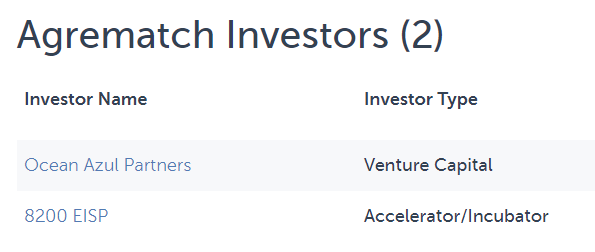 Agrematch Investors (2)
Investor Name Investor Type
Ocean Azul Partners Venture Capital
8200 EISP Accelerator/Incubator